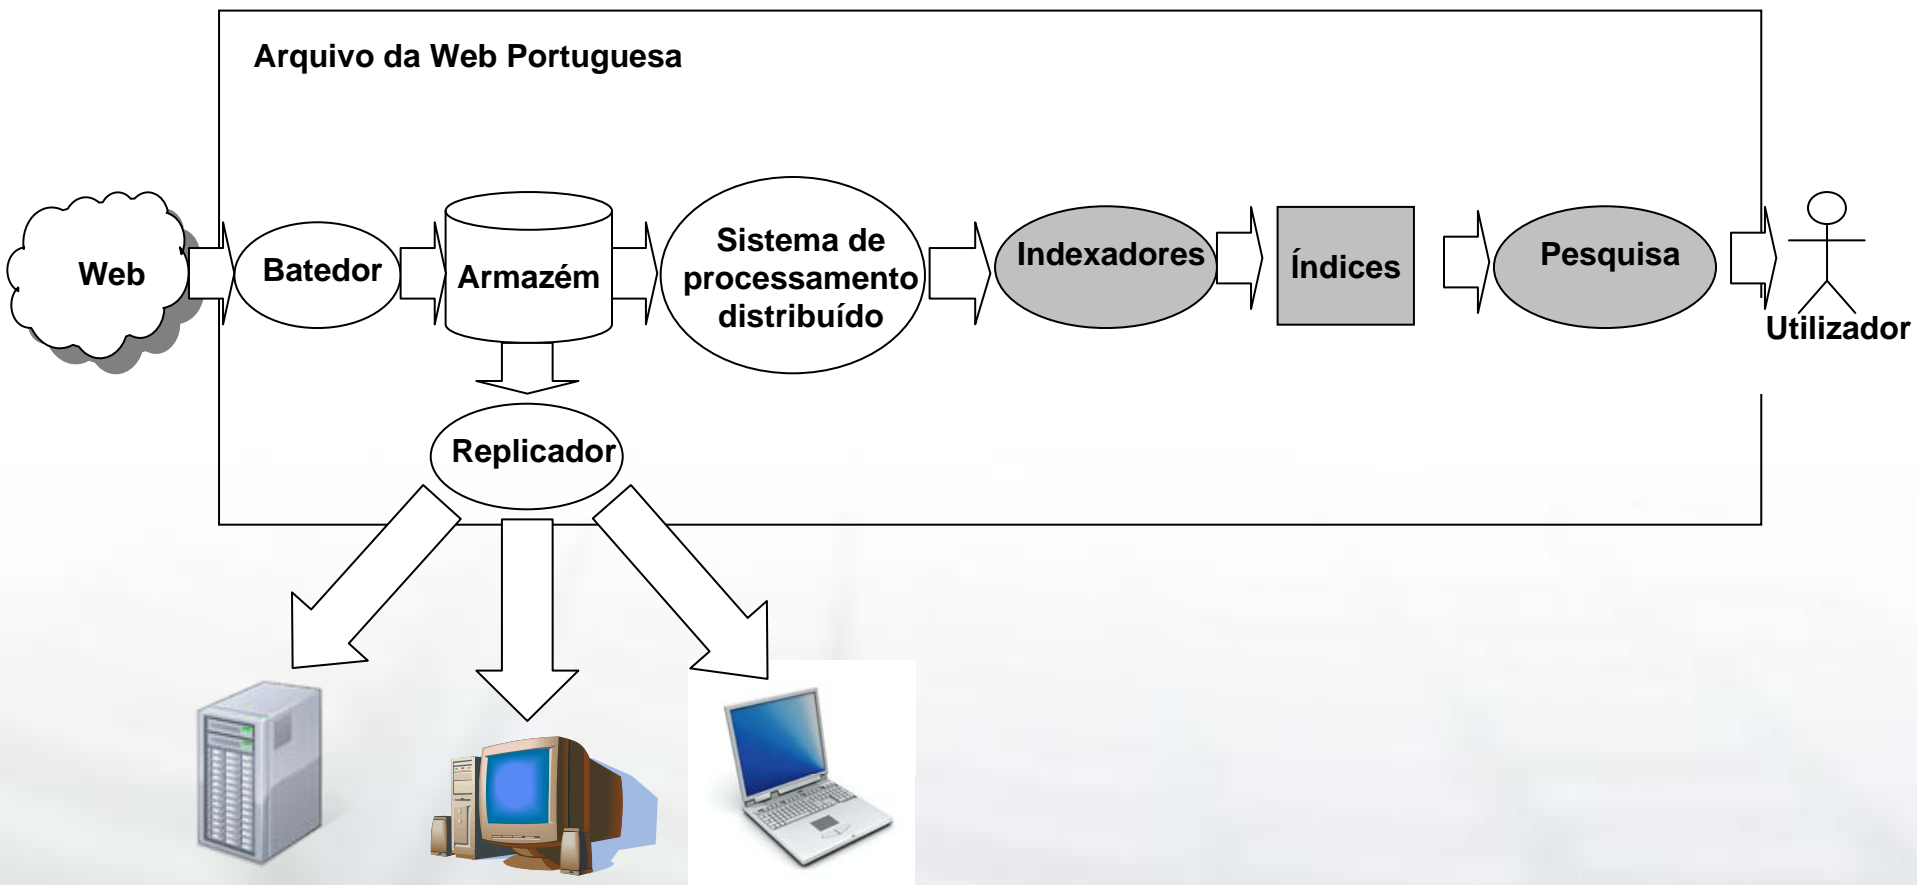 Arquivo da Web Portuguesa
Web
Batedor
Armazém
Sistema de
processamento
distribuído
Indexadores
Índices
Pesquisa
Utilizador
Replicador